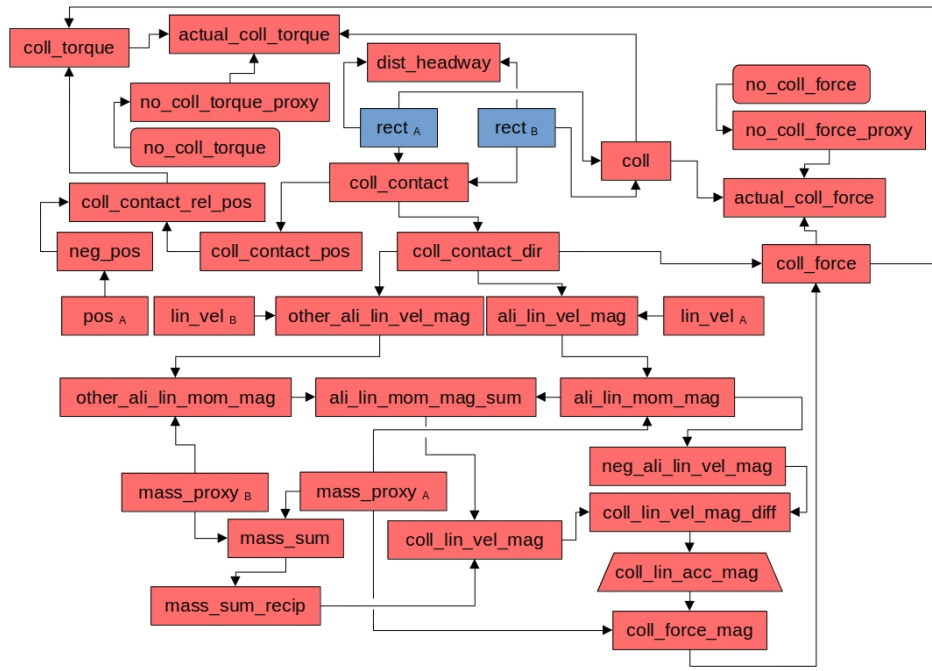 actual_coll_torque
coll_torque
dist_headway
no_coll_force
no_coll_torque_proxy
rect A
rect B
no_coll_force_proxy
no_coll_torque
coll
coll_contact
coll_contact_rel_pos
actual_coll_force
neg_pos
coll_contact_pos
coll_contact_dir
coll_force
pos A
lin_vel B
other_ali_lin_vel_mag
ali_lin_vel_mag
lin_vel A
other_ali_lin_mom_mag
ali_lin_mom_mag_sum
ali_lin_mom_mag
neg_ali_lin_vel_mag
mass_proxy B
mass_proxy A
coll_lin_vel_mag_diff
mass_sum
coll_lin_vel_mag
coll_lin_acc_mag
mass_sum_recip
coll_force_mag